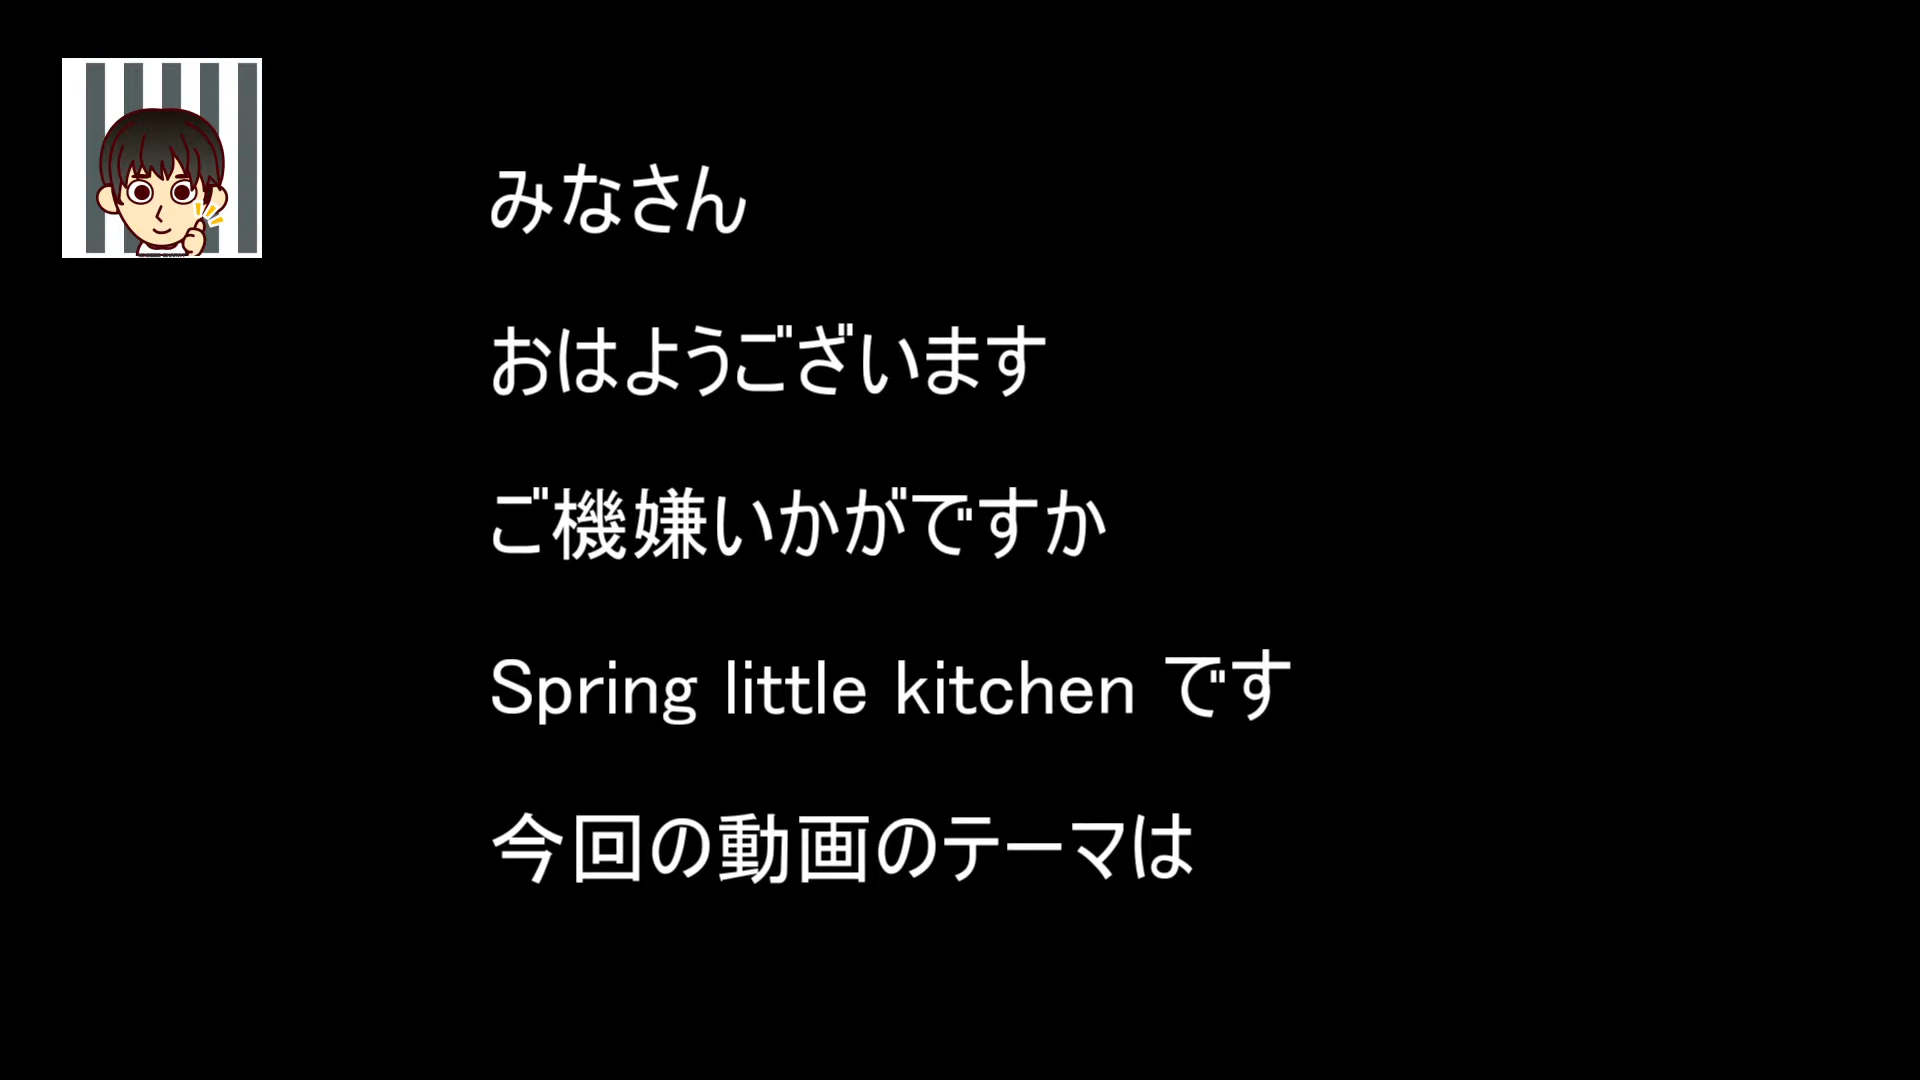 みなさん
おはようございます
ご機嫌いかがですか
Spring little kitchen です
今回の動画のテーマは